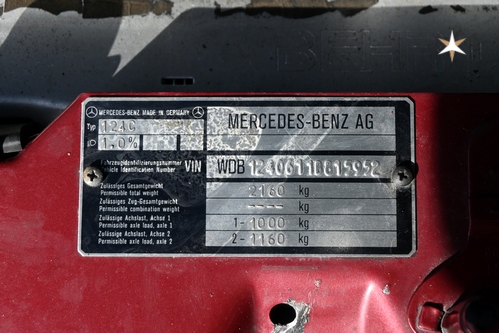 BEHR
MERCEDES-BENZ MADE IN GERMANY
MERCEDES-BENZ AG
Typ 124C
1,0%
Fahrzeugidentifizierungsnummer
Vehicle Identification Number
VIN WDB
Zulässiges Gesamtgewicht
Permissible total weight
2160 kg
Zulässiges Zug-Gesamtgewicht
Permissible combination weight
---- kg
Zulässige Achslast, Achse 1
Permissible axle load, axle 1
1-1000 kg
Zulässige Achslast, Achse 2
Permissible axle load, axle 2
2-1160 kg